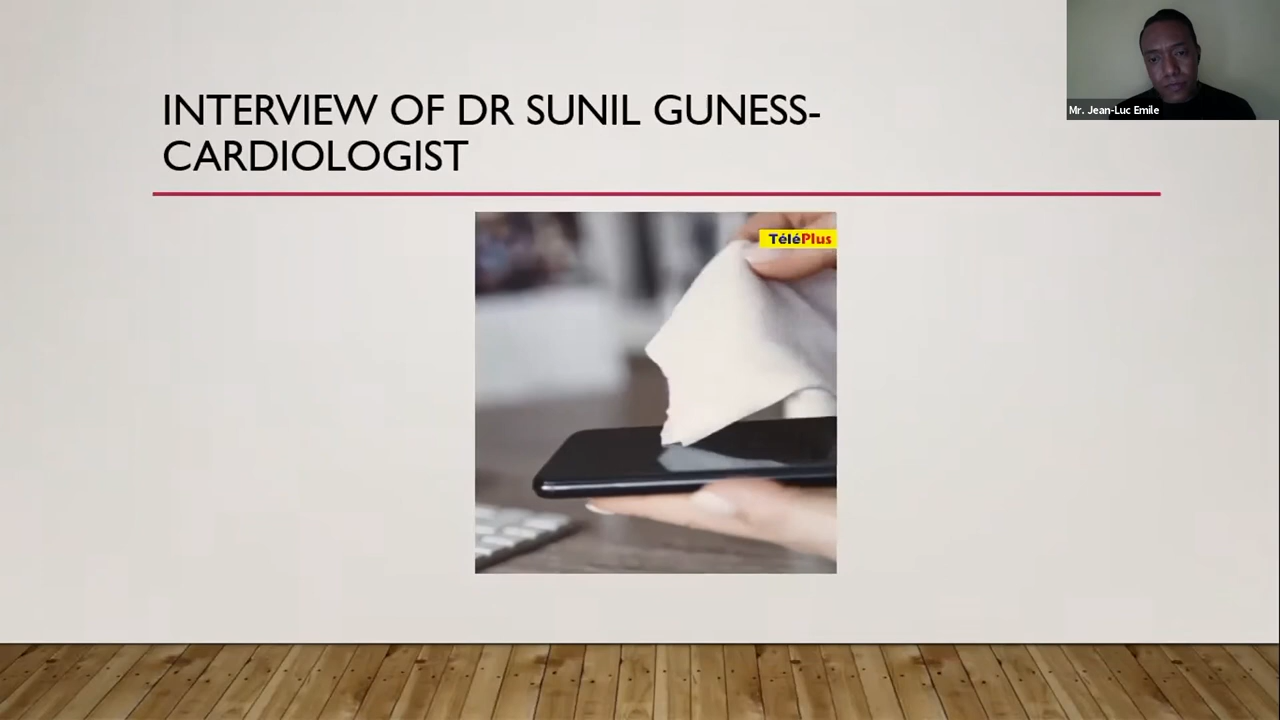 INTERVIEW OF DR SUNIL GUNESS-
CARDIOLOGIST
TéléPlus
Mr. Jean-Luc Emile